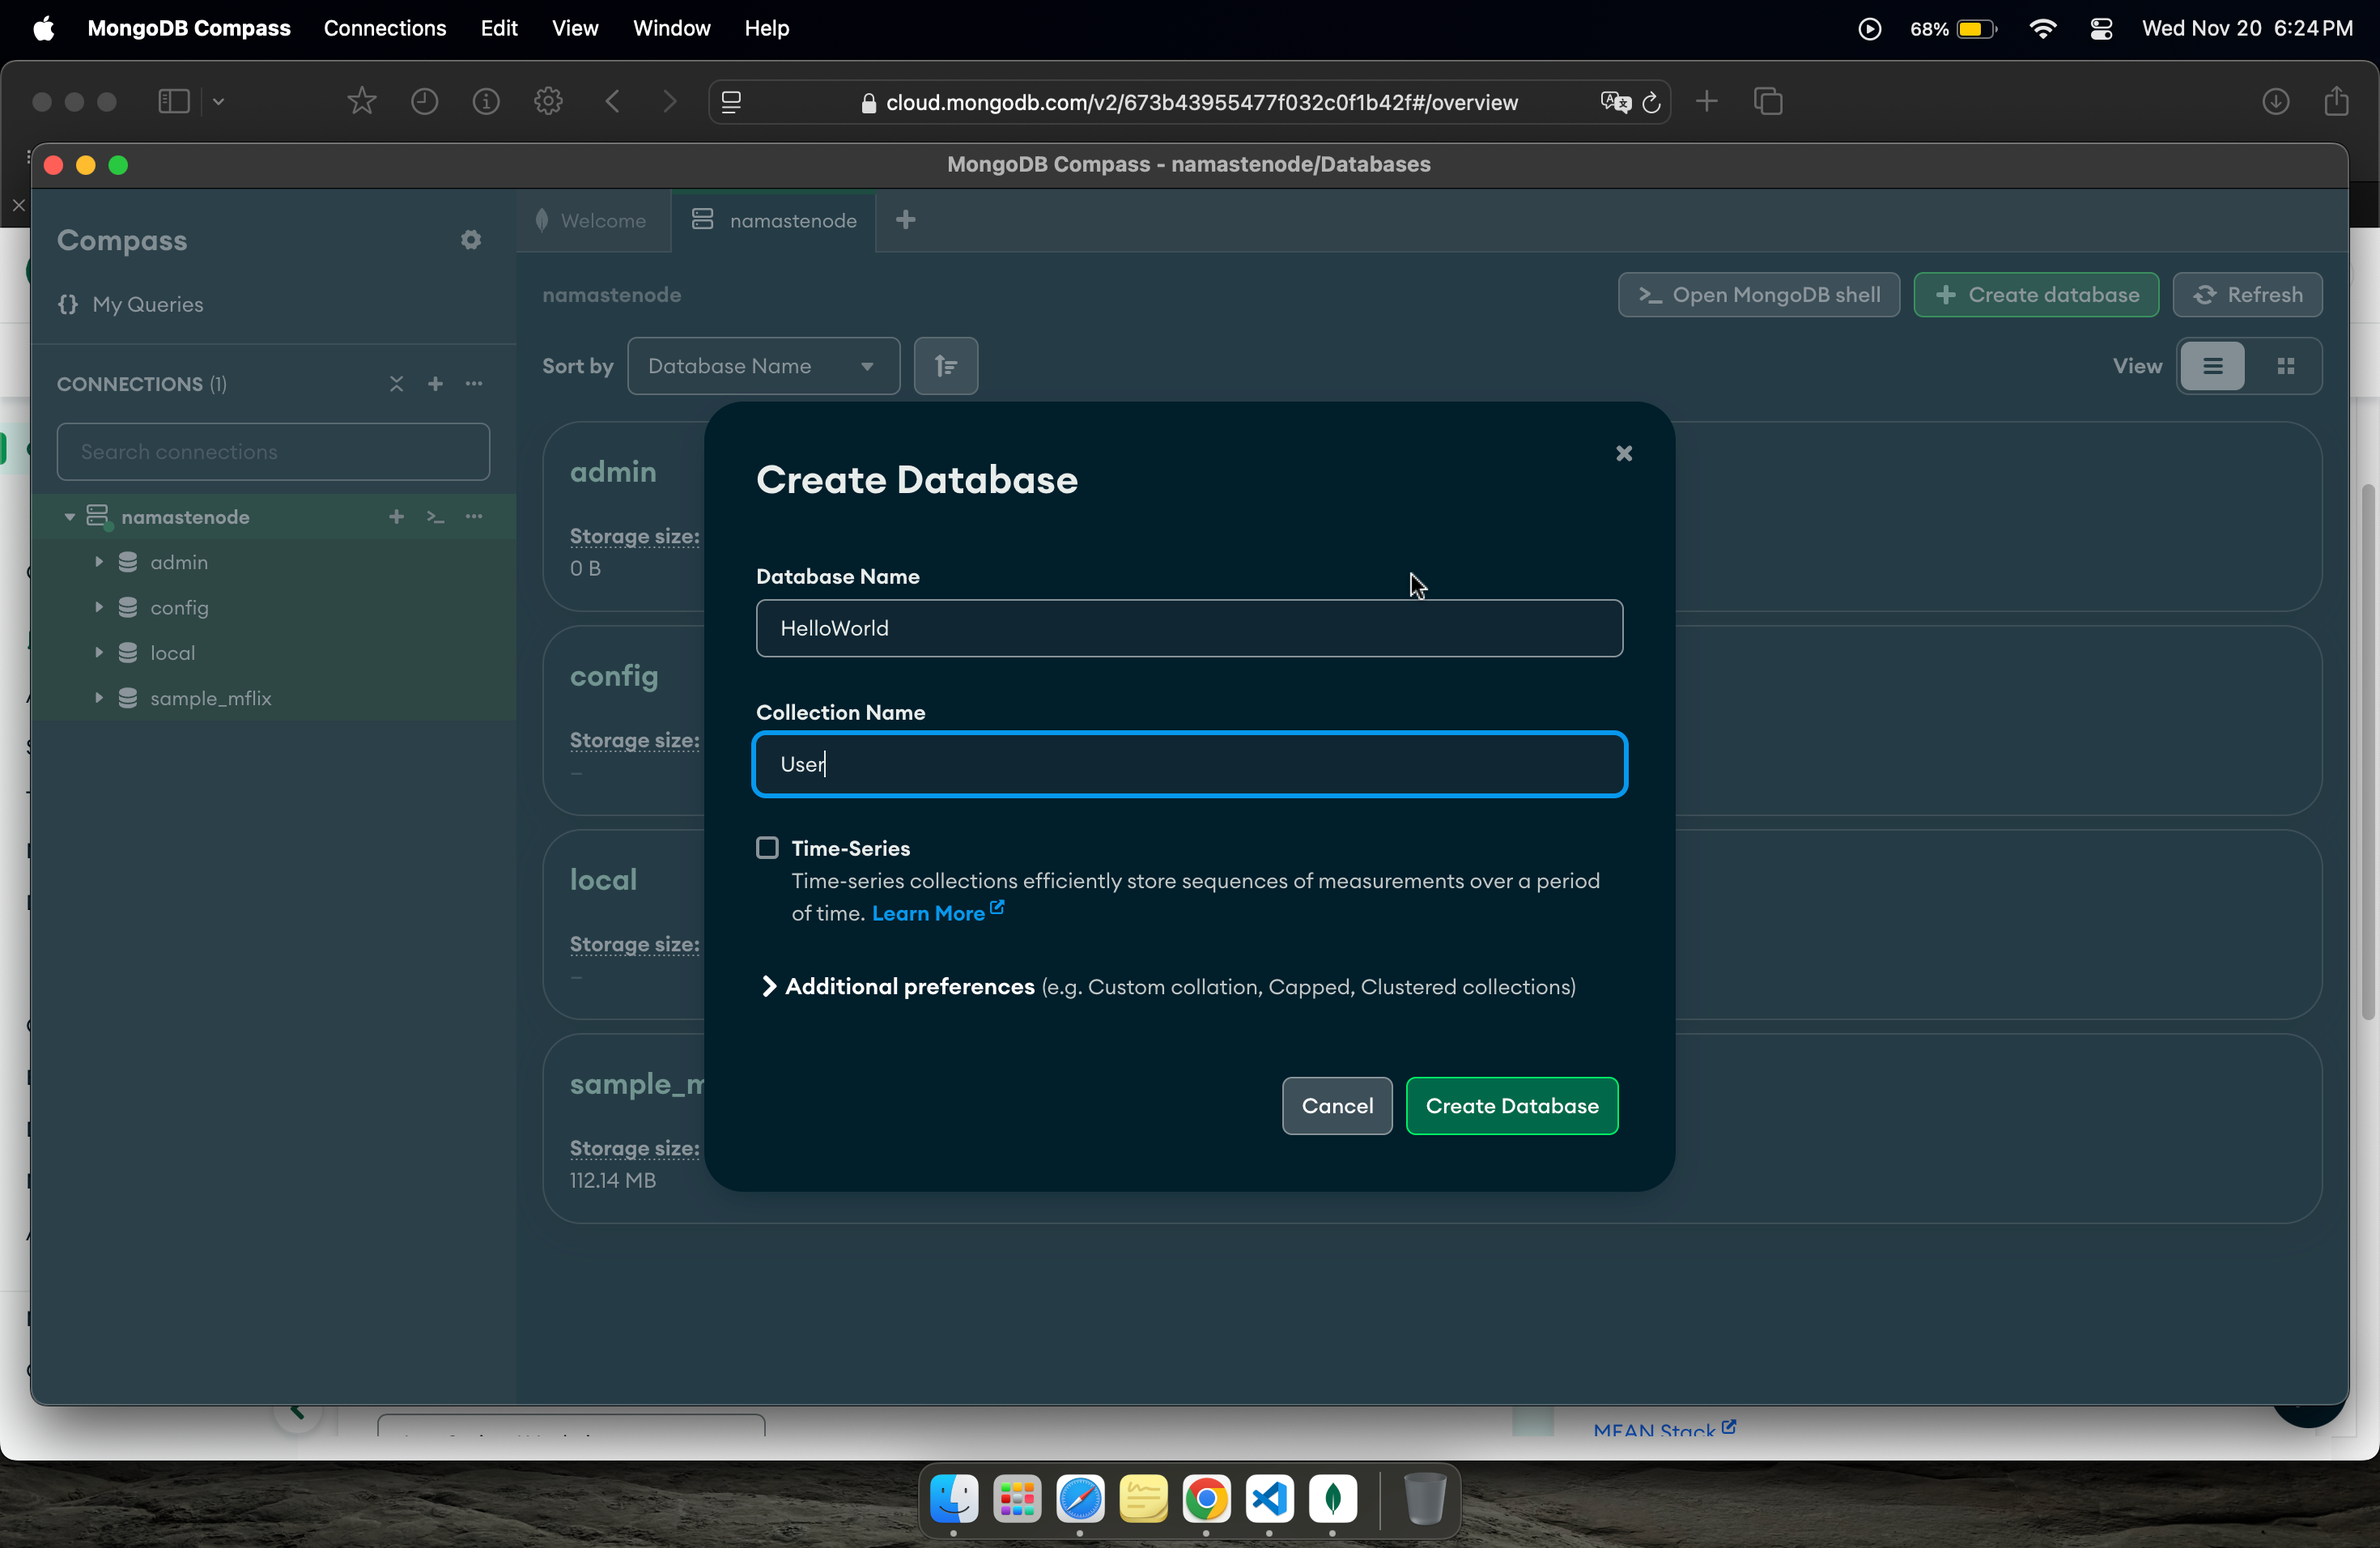 MongoDB Compass Connections Edit View Window Help 68% Wed Nov 20 6:24 PM
cloud.mongodb.com/v2/673b43955477f032c0f1b42f#/overview
MongoDB Compass - namastenode/Databases
Compass
{} My Queries
CONNECTIONS (1)
Search connections
namastenode
admin
config
local
sample_mflix
Welcome namastenode
namastenode
>_ Open MongoDB shell + Create database Refresh
Sort by Database Name View
admin
Storage size:
0 B
config
Storage size:
–
local
Storage size:
–
sample_m
Storage size:
112.14 MB
Create Database
Database Name
HelloWorld
Collection Name
User
Time-Series
Time-series collections efficiently store sequences of measurements over a period
of time. Learn More
Additional preferences (e.g. Custom collation, Capped, Clustered collections)
Cancel Create Database
MEAN Stack